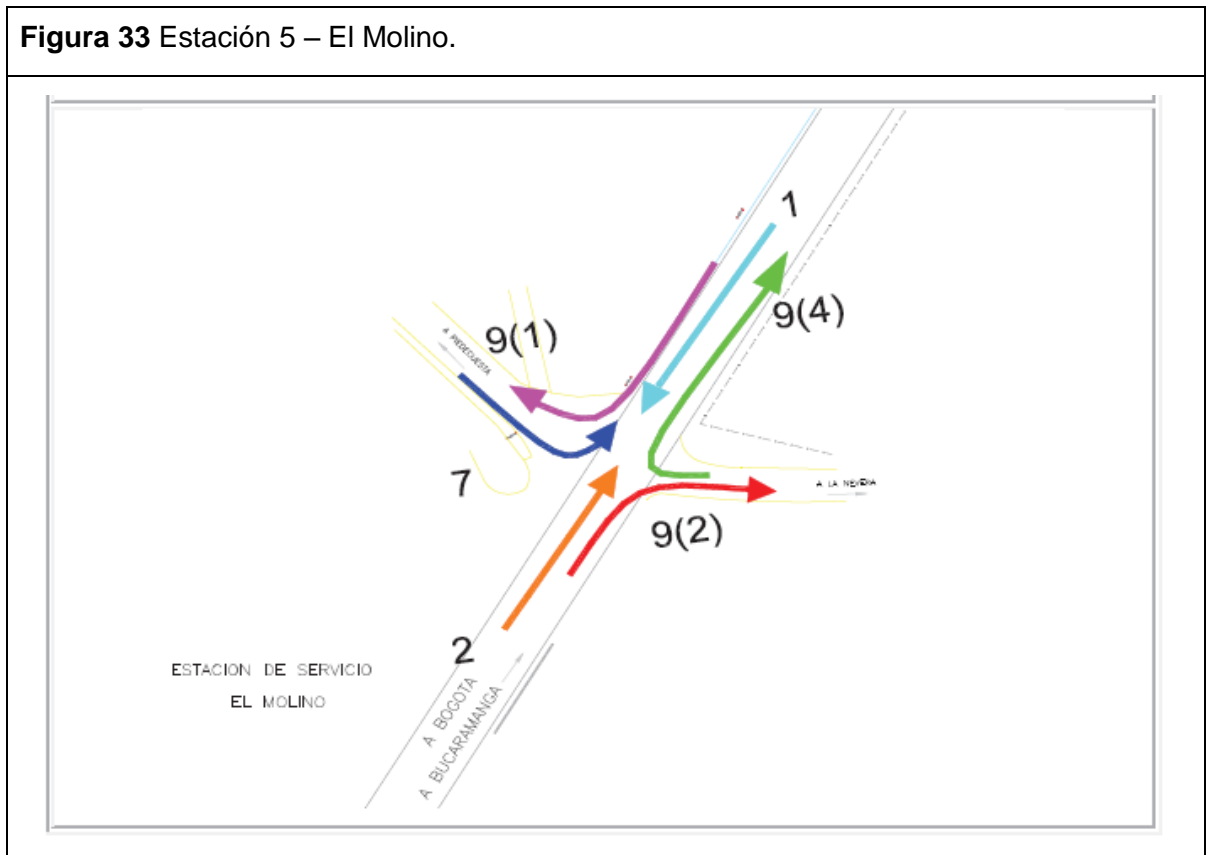 Figura 33 Estación 5 – El Molino.
1
9(4)
9(1)
A PIEDECUESTA
7
A LA NEVERA
9(2)
2
ESTACION DE SERVICIO
EL MOLINO
A BOGOTA
A BUCARAMANGA